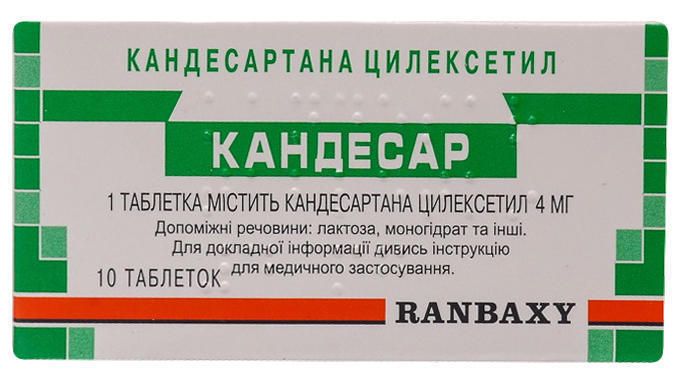 КАНДЕСАРТАНА ЦИЛЕКСЕТИЛ
КАНДЕСАР
1 ТАБЛЕТКА МІСТИТЬ КАНДЕСАРТАНА ЦИЛЕКСЕТИЛ 4 МГ
Допоміжні речовини: лактоза, моногідрат та інші.
Для докладної інформації дивись інструкцію
для медичного застосування.
10 ТАБЛЕТОК
RANBAXY